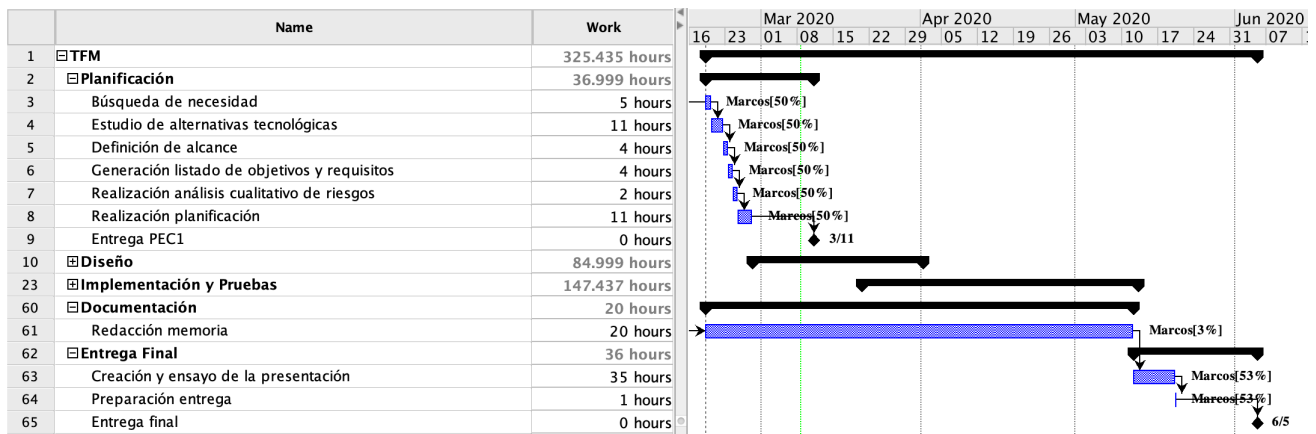 Name Work
Mar 2020 Apr 2020 May 2020 Jun 2020
16 23 01 08 15 22 29 05 12 19 26 03 10 17 24 31 07
1 TFM 325.435 hours
2 Planificación 36.999 hours
3 Búsqueda de necesidad 5 hours Marcos[50%]
4 Estudio de alternativas tecnológicas 11 hours Marcos[50%]
5 Definición de alcance 4 hours Marcos[50%]
6 Generación listado de objetivos y requisitos 4 hours Marcos[50%]
7 Realización análisis cualitativo de riesgos 2 hours Marcos[50%]
8 Realización planificación 11 hours Marcos[50%]
9 Entrega PEC1 0 hours 3/11
10 Diseño 84.999 hours
23 Implementación y Pruebas 147.437 hours
60 Documentación 20 hours
61 Redacción memoria 20 hours Marcos[3%]
62 Entrega Final 36 hours
63 Creación y ensayo de la presentación 35 hours Marcos[53%]
64 Preparación entrega 1 hours Marcos[53%]
65 Entrega final 0 hours 6/5